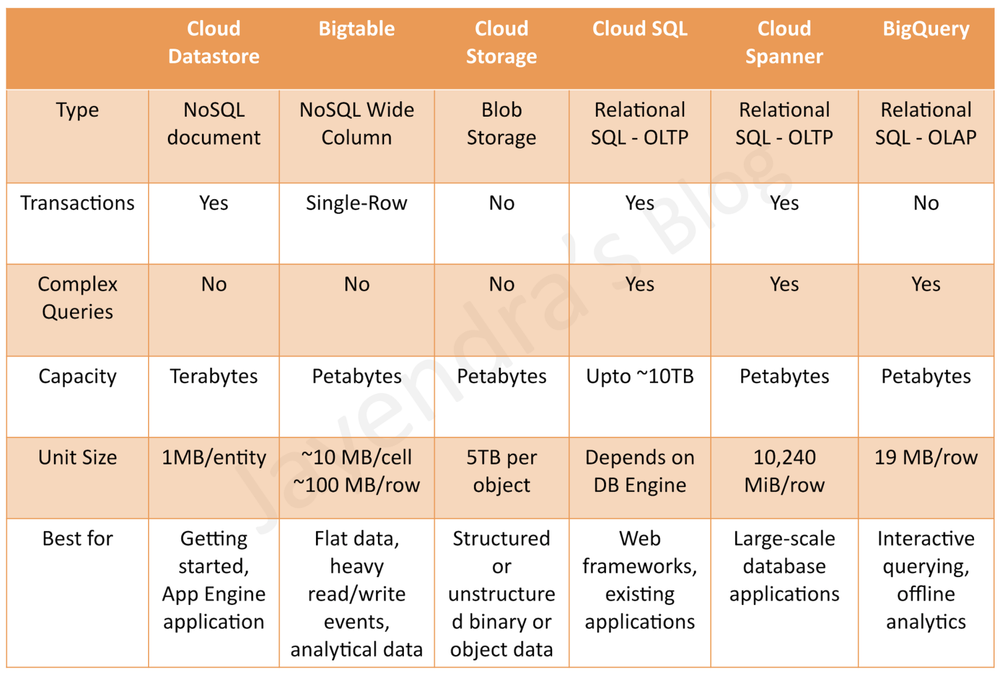 Cloud Datastore
Bigtable
Cloud Storage
Cloud SQL
Cloud Spanner
BigQuery
Type
NoSQL document
NoSQL Wide Column
Blob Storage
Relational SQL - OLTP
Relational SQL - OLTP
Relational SQL - OLAP
Transactions
Yes
Single-Row
No
Yes
Yes
No
Complex Queries
No
No
No
Yes
Yes
Yes
Capacity
Terabytes
Petabytes
Petabytes
Upto ~10TB
Petabytes
Petabytes
Unit Size
1MB/entity
~10 MB/cell
~100 MB/row
5TB per object
Depends on DB Engine
10,240 MiB/row
19 MB/row
Best for
Getting started, App Engine application
Flat data, heavy read/write events, analytical data
Structured or unstructured binary or object data
Web frameworks, existing applications
Large-scale database applications
Interactive querying, offline analytics
Javendra's Blog